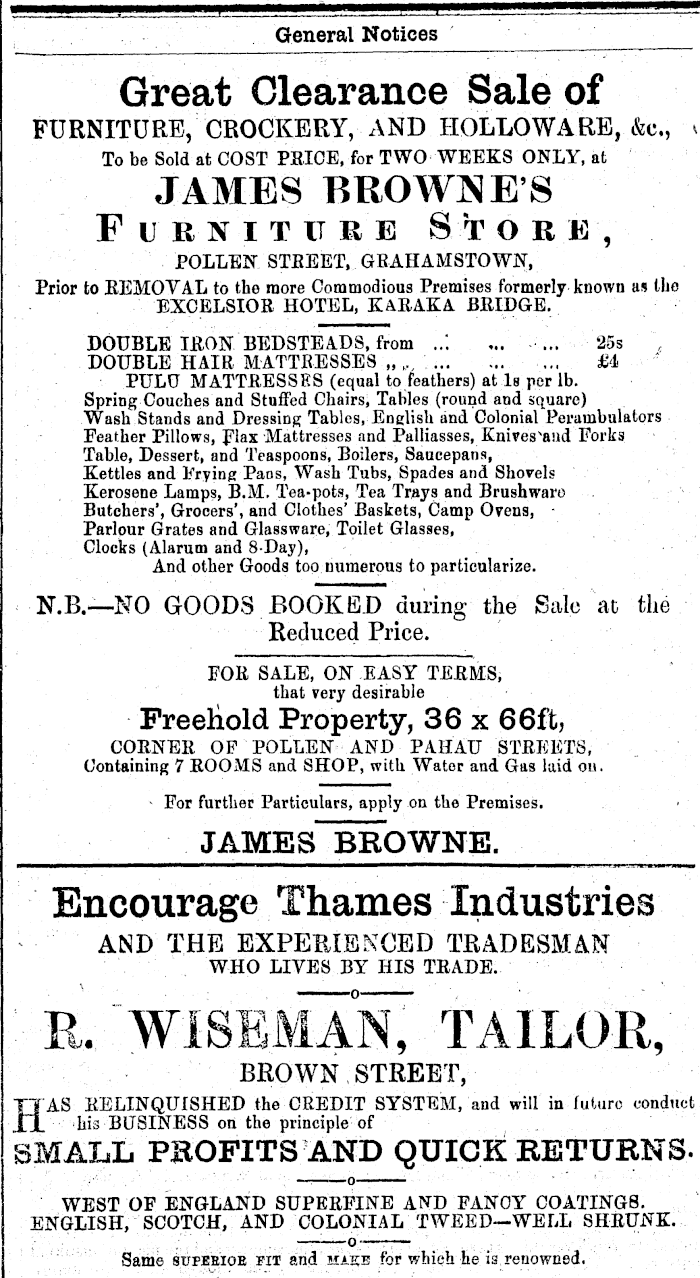 General Notices
Great Clearance Sale of
FURNITURE, CROCKERY, AND HOLLOWARE, &c.,
To be Sold at COST PRICE, for TWO WEEKS ONLY, at
JAMES BROWNE'S
FURNITURE STORE,
POLLEN STREET, GRAHAMSTOWN,
Prior to REMOVAL to the more Commodious Premises formerly known as the
EXCELSIOR HOTEL, KARAKA BRIDGE.
DOUBLE IRON BEDSTEADS, from ... ... ... 25s
DOUBLE HAIR MATTRESSES „ ... ... ... £4
PULU MATTRESSES (equal to feathers) at 1s per lb.
Spring Couches and Stuffed Chairs, Tables (round and square)
Wash Stands and Dressing Tables, English and Colonial Perambulators
Feather Pillows, Flax Mattresses and Palliasses, Knives and Forks
Table, Dessert, and Teaspoons, Boilers, Saucepans,
Kettles and Frying Pans, Wash Tubs, Spades and Shovels
Kerosene Lamps, B.M. Tea-pots, Tea Trays and Brushware
Butchers', Grocers', and Clothes' Baskets, Camp Ovens,
Parlour Grates and Glassware, Toilet Glasses,
Clocks (Alarum and 8-Day),
And other Goods too numerous to particularize.
N.B.—NO GOODS BOOKED during the Sale at the
Reduced Price.
FOR SALE, ON EASY TERMS,
that very desirable
Freehold Property, 36 x 66ft,
CORNER OF POLLEN AND PAHAU STREETS,
Containing 7 ROOMS and SHOP, with Water and Gas laid on.
For further Particulars, apply on the Premises.
JAMES BROWNE.
Encourage Thames Industries
AND THE EXPERIENCED TRADESMAN
WHO LIVES BY HIS TRADE.
R. WISEMAN, TAILOR,
BROWN STREET,
HAS RELINQUISHED the CREDIT SYSTEM, and will in future conduct
his BUSINESS on the principle of
SMALL PROFITS AND QUICK RETURNS.
WEST OF ENGLAND SUPERFINE AND FANCY COATINGS.
ENGLISH, SCOTCH, AND COLONIAL TWEED—WELL SHRUNK.
Same SUPERIOR FIT and MAKE for which he is renowned.